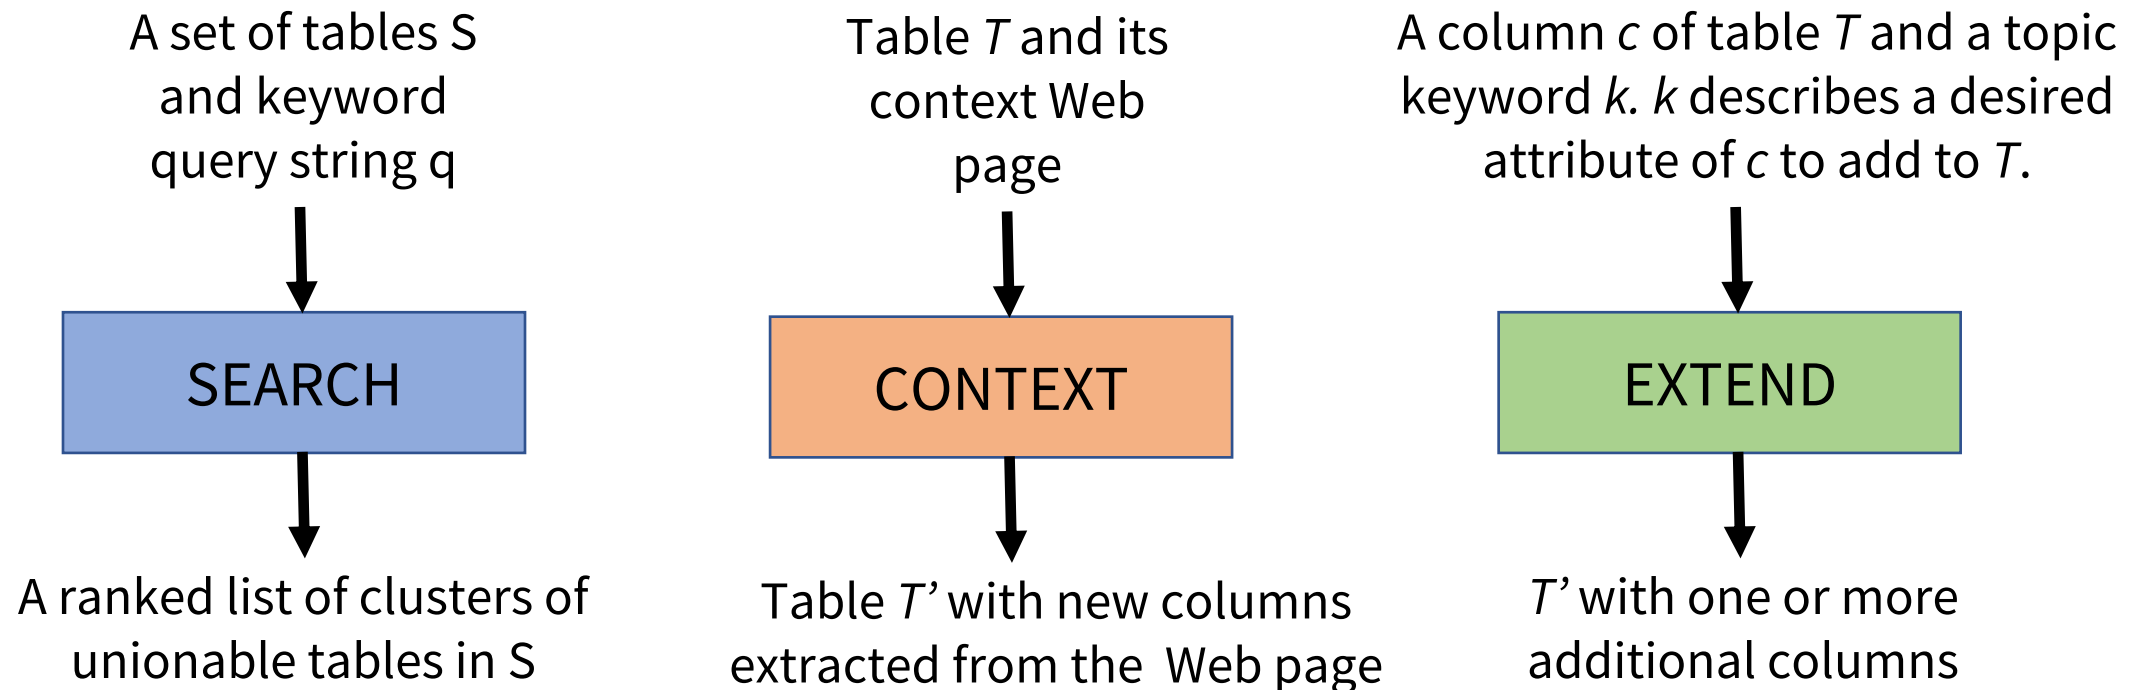 A set of tables S
and keyword
query string q
SEARCH
A ranked list of clusters of
unionable tables in S
Table T and its
context Web
page
CONTEXT
Table T’ with new columns
extracted from the Web page
A column c of table T and a topic
keyword k. k describes a desired
attribute of c to add to T.
EXTEND
T’ with one or more
additional columns